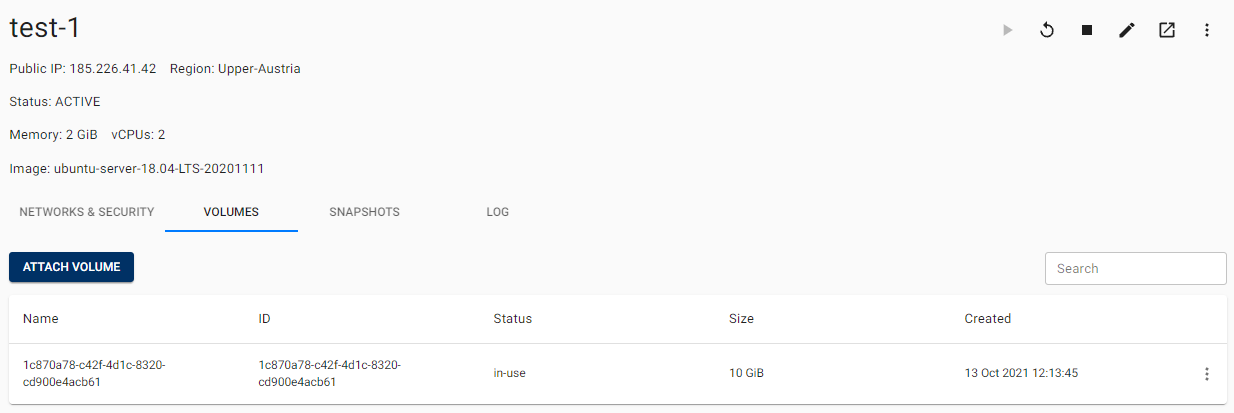 test-1
Public IP: 185.226.41.42 Region: Upper-Austria
Status: ACTIVE
Memory: 2 GiB vCPUs: 2
Image: ubuntu-server-18.04-LTS-20201111
NETWORKS & SECURITY VOLUMES SNAPSHOTS LOG
ATTACH VOLUME Search
Name ID Status Size Created
1c870a78-c42f-4d1c-8320- 1c870a78-c42f-4d1c-8320-
cd900e4acb61 cd900e4acb61 in-use 10 GiB 13 Oct 2021 12:13:45